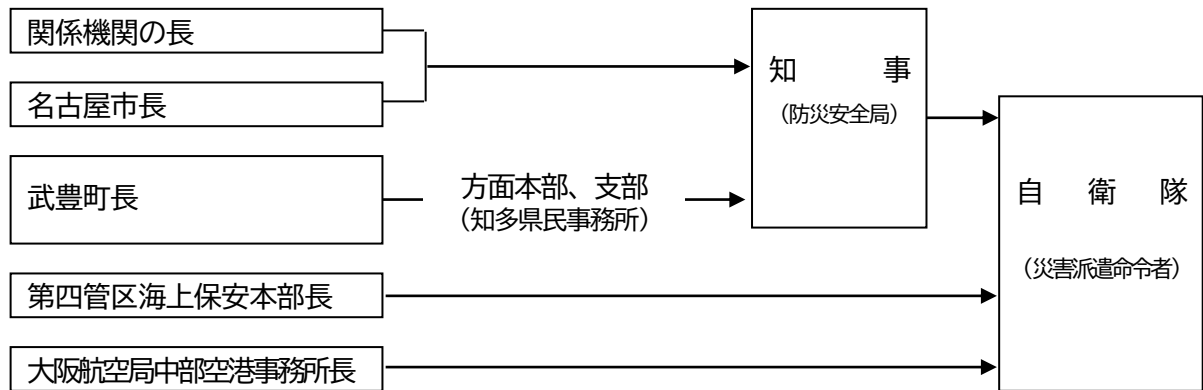 関係機関の長
名古屋市長
武豊町長
方面本部、支部
（知多県民事務所）
知　事
（防災安全局）
第四管区海上保安本部長
大阪航空局中部空港事務所長
自　衛　隊
（災害派遣命令者）